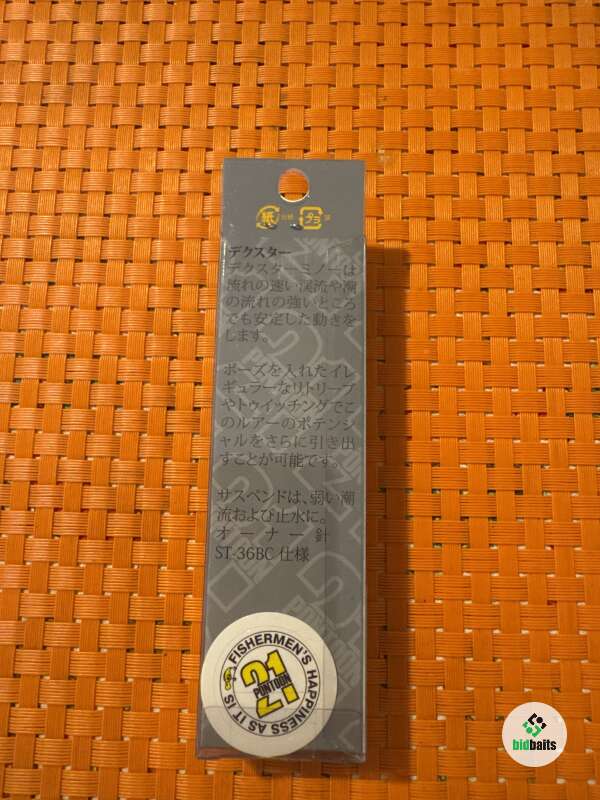 紙
プラ
デクスター
デクスターミノーは
流れの速い渓流や潮
の流れの強いところ
でも安定した動きを
します。
ポーズを入れたイレ
ギュラーなリトリーブ
やトゥイッチングでこ
のルアーのポテンシ
ャルをさらに引き出
すことが可能です。
サスペンドは、弱い潮
流および止水に。
オーナー針
ST-36BC 仕様
FISHERMEN'S HAPPINESS AS IT IS
21
PONTOON
bidbaits